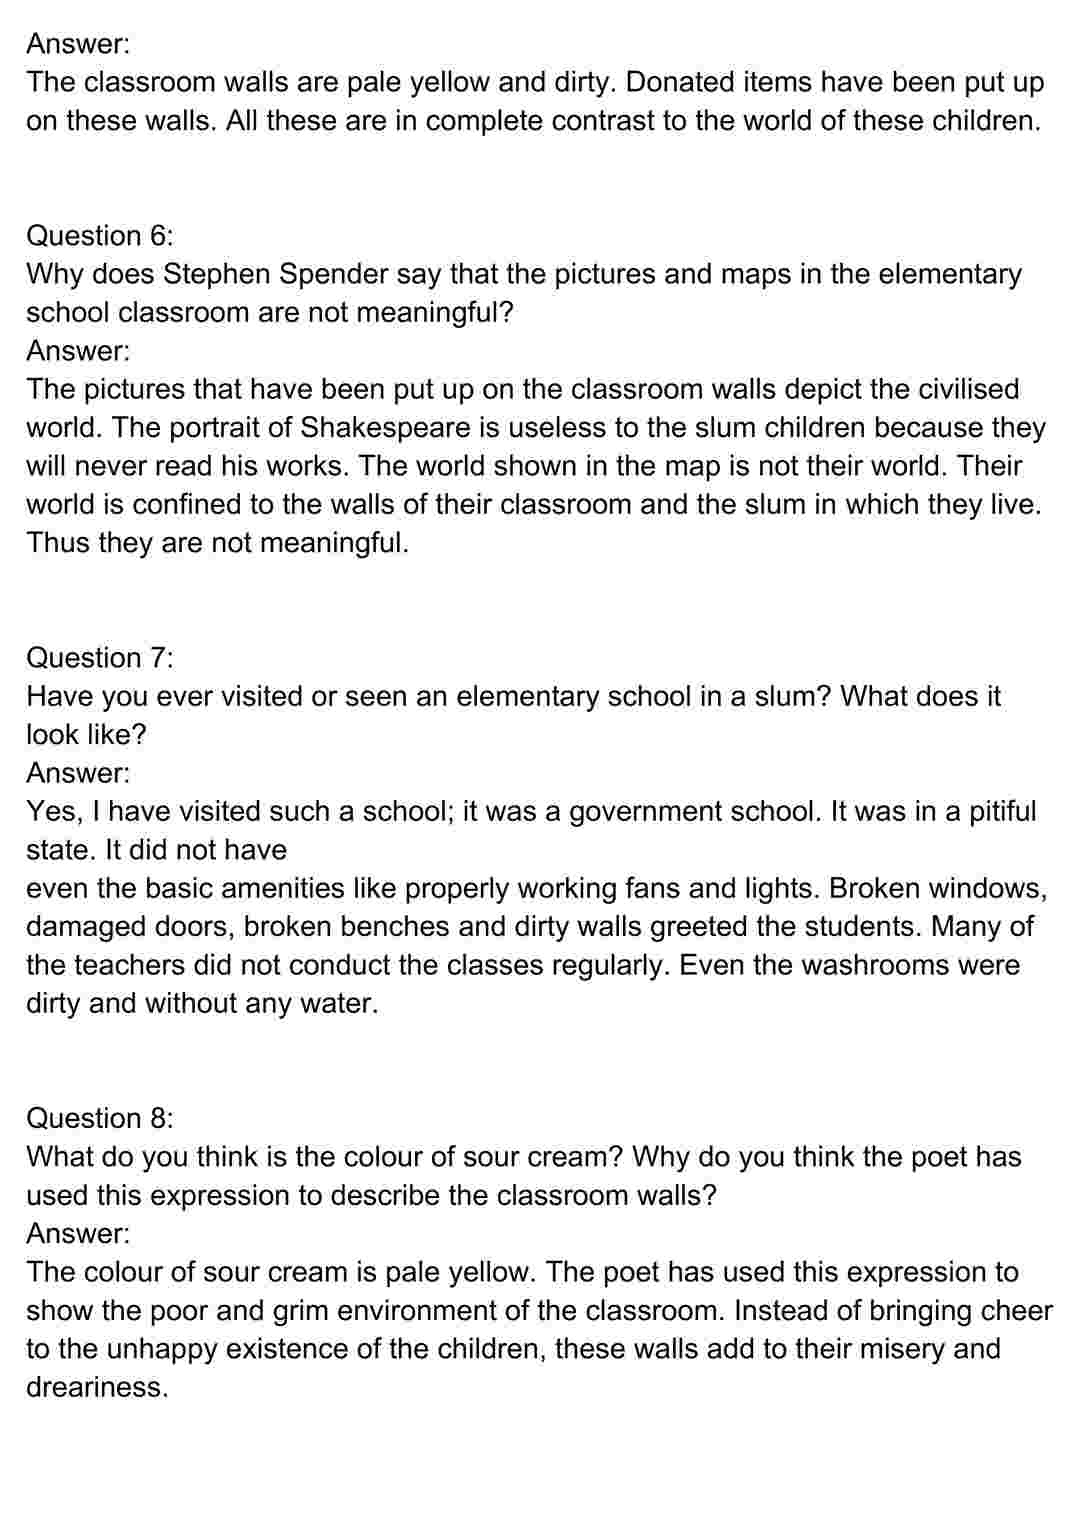 Answer:
The classroom walls are pale yellow and dirty. Donated items have been put up
on these walls. All these are in complete contrast to the world of these children.
Question 6:
Why does Stephen Spender say that the pictures and maps in the elementary
school classroom are not meaningful?
Answer:
The pictures that have been put up on the classroom walls depict the civilised
world. The portrait of Shakespeare is useless to the slum children because they
will never read his works. The world shown in the map is not their world. Their
world is confined to the walls of their classroom and the slum in which they live.
Thus they are not meaningful.
Question 7:
Have you ever visited or seen an elementary school in a slum? What does it
look like?
Answer:
Yes, I have visited such a school; it was a government school. It was in a pitiful
state. It did not have
even the basic amenities like properly working fans and lights. Broken windows,
damaged doors, broken benches and dirty walls greeted the students. Many of
the teachers did not conduct the classes regularly. Even the washrooms were
dirty and without any water.
Question 8:
What do you think is the colour of sour cream? Why do you think the poet has
used this expression to describe the classroom walls?
Answer:
The colour of sour cream is pale yellow. The poet has used this expression to
show the poor and grim environment of the classroom. Instead of bringing cheer
to the unhappy existence of the children, these walls add to their misery and
dreariness.